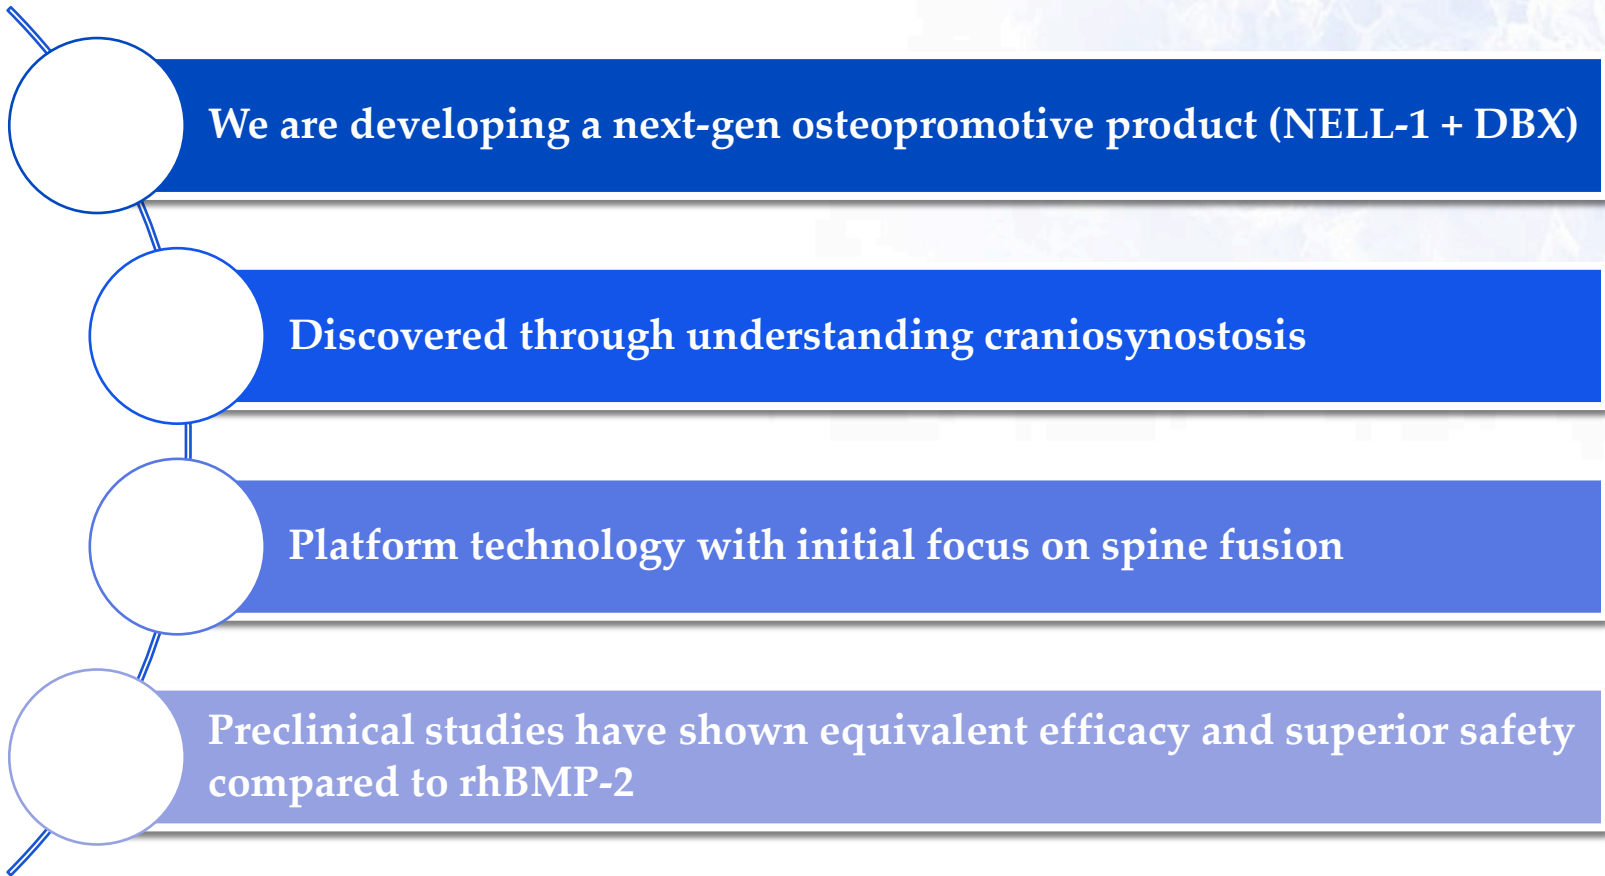 We are developing a next-gen osteopromotive product (NELL-1 + DBX)
Discovered through understanding craniosynostosis
Platform technology with initial focus on spine fusion
Preclinical studies have shown equivalent efficacy and superior safety
compared to rhBMP-2